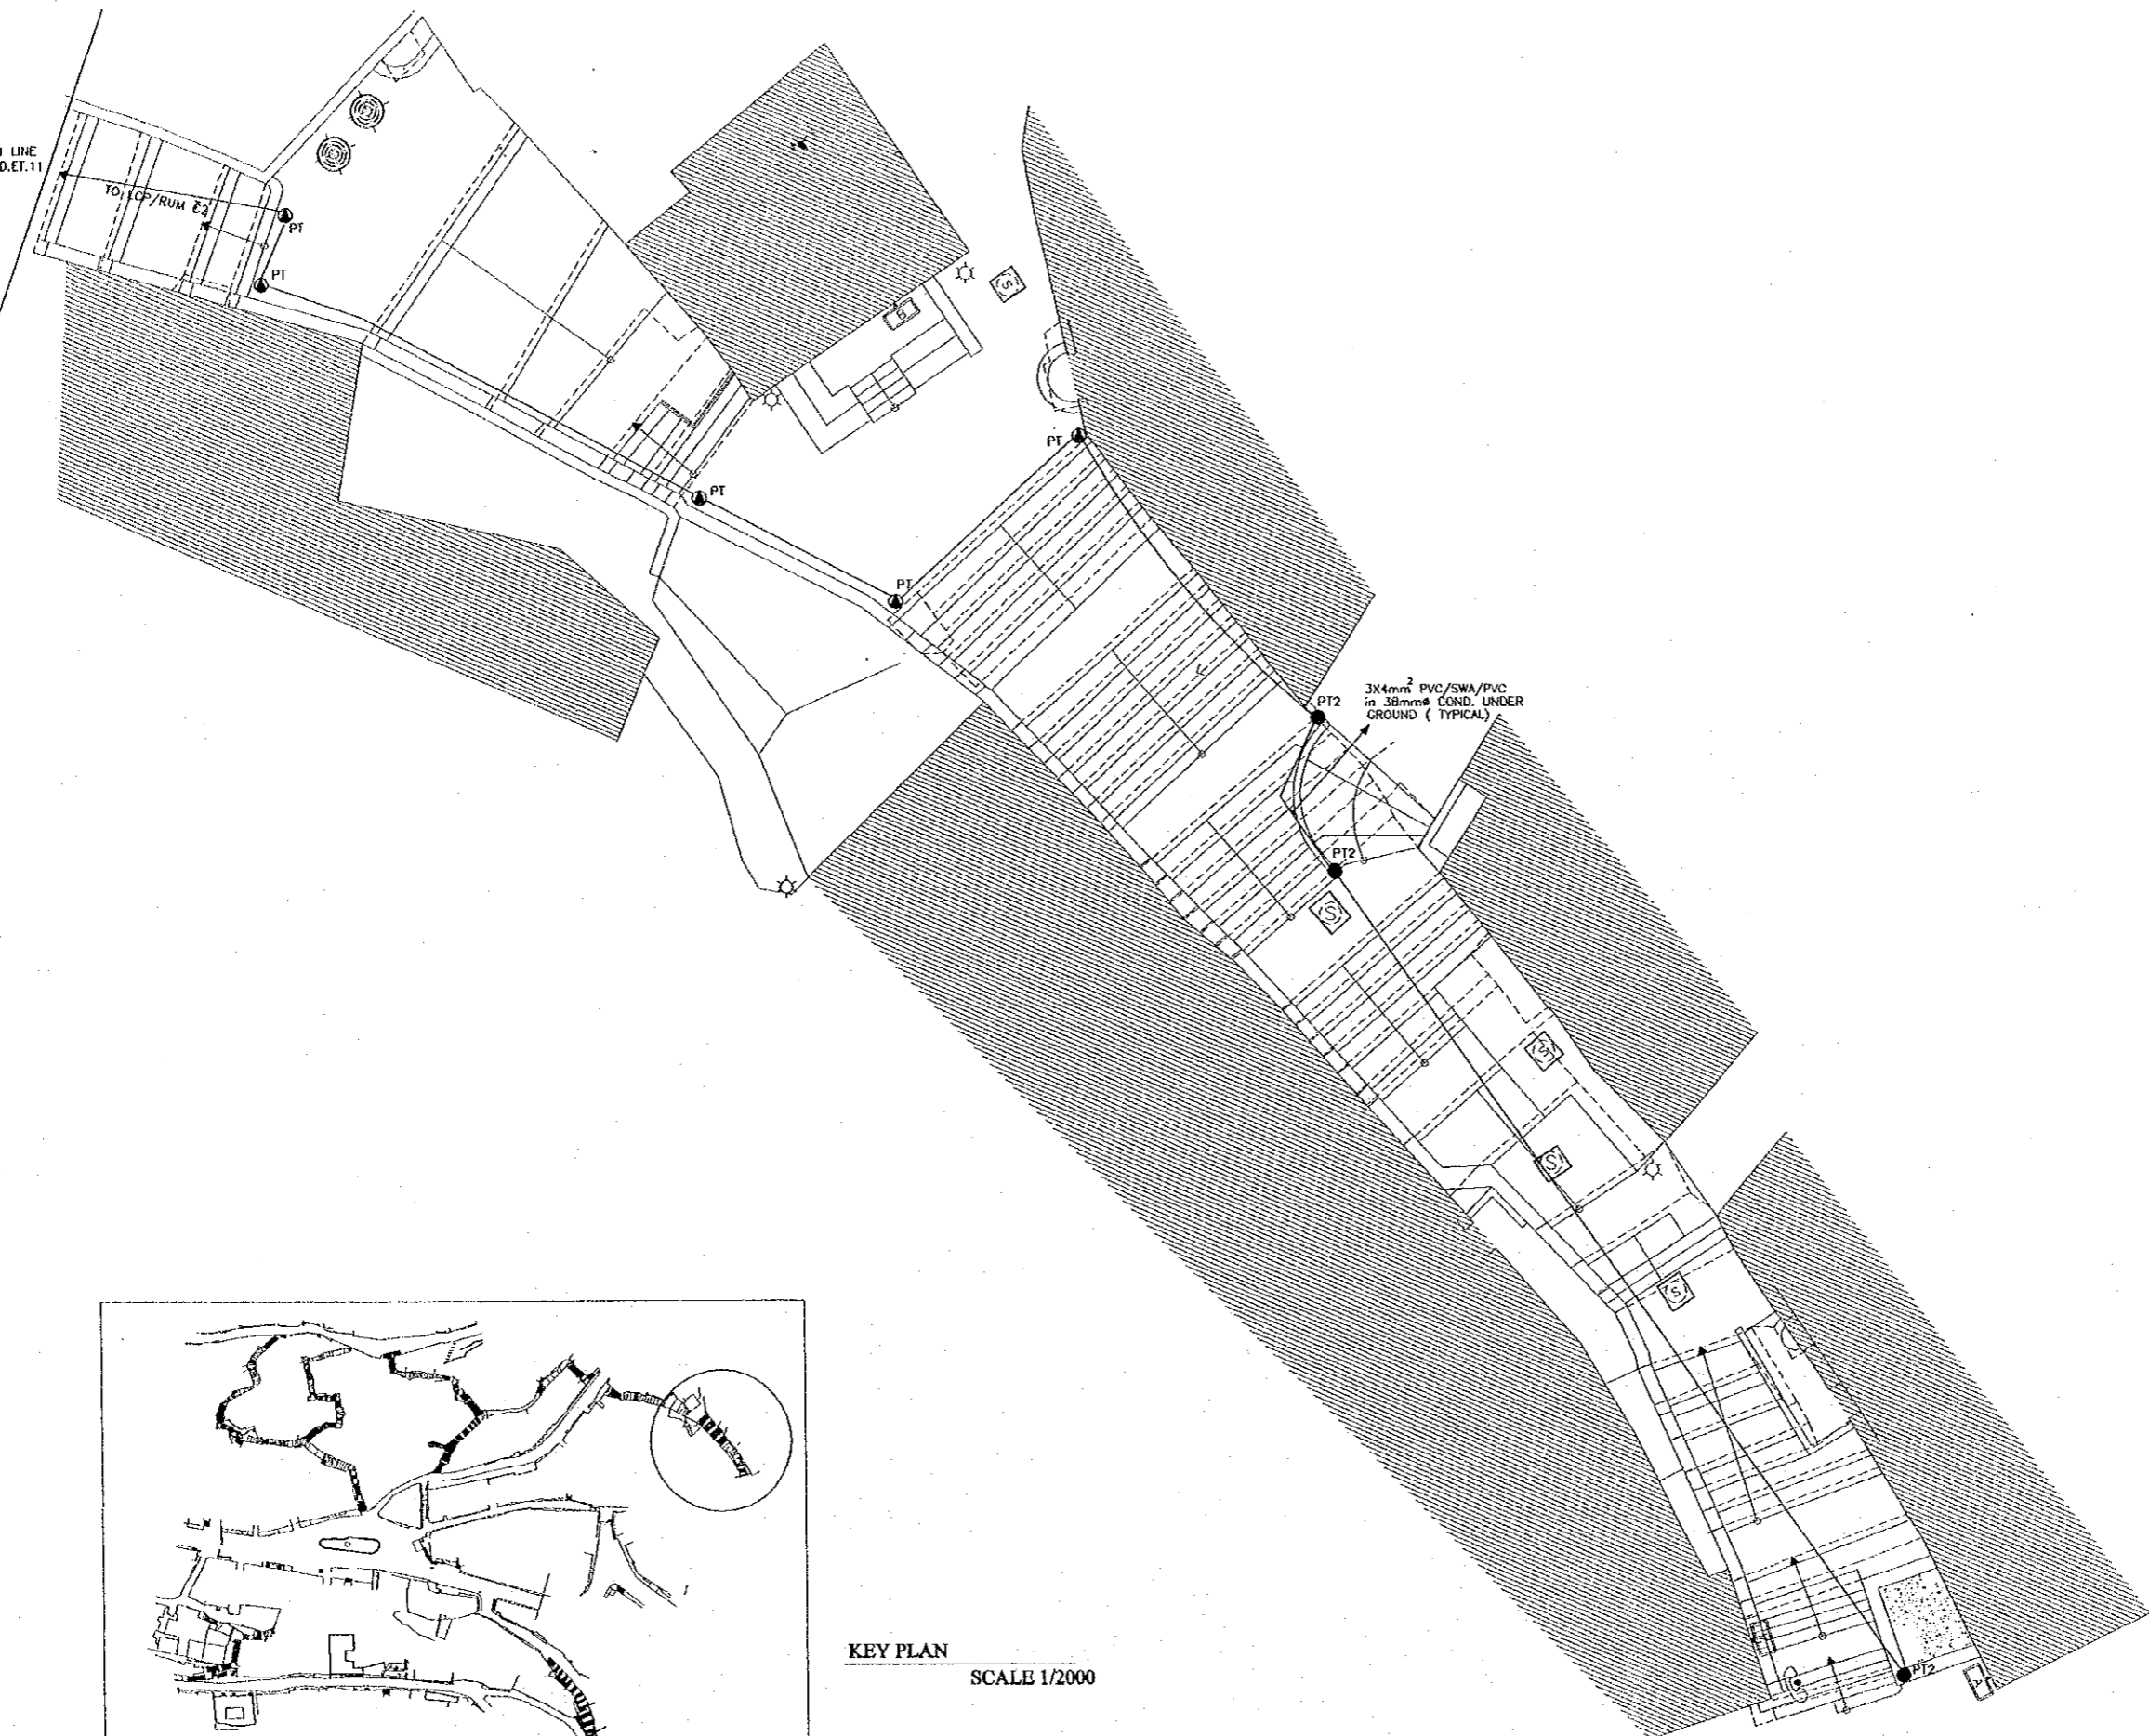 LINE
D.ET.11
TO LCP/RUM C2
PT
PT
PT
PT
PT
B
S
PT2
3X4mm² PVC/SWA/PVC
in 38mmø COND. UNDER
GROUND ( TYPICAL)
PT2
S
S
S
S
PT2
A
KEY PLAN
SCALE 1/2000